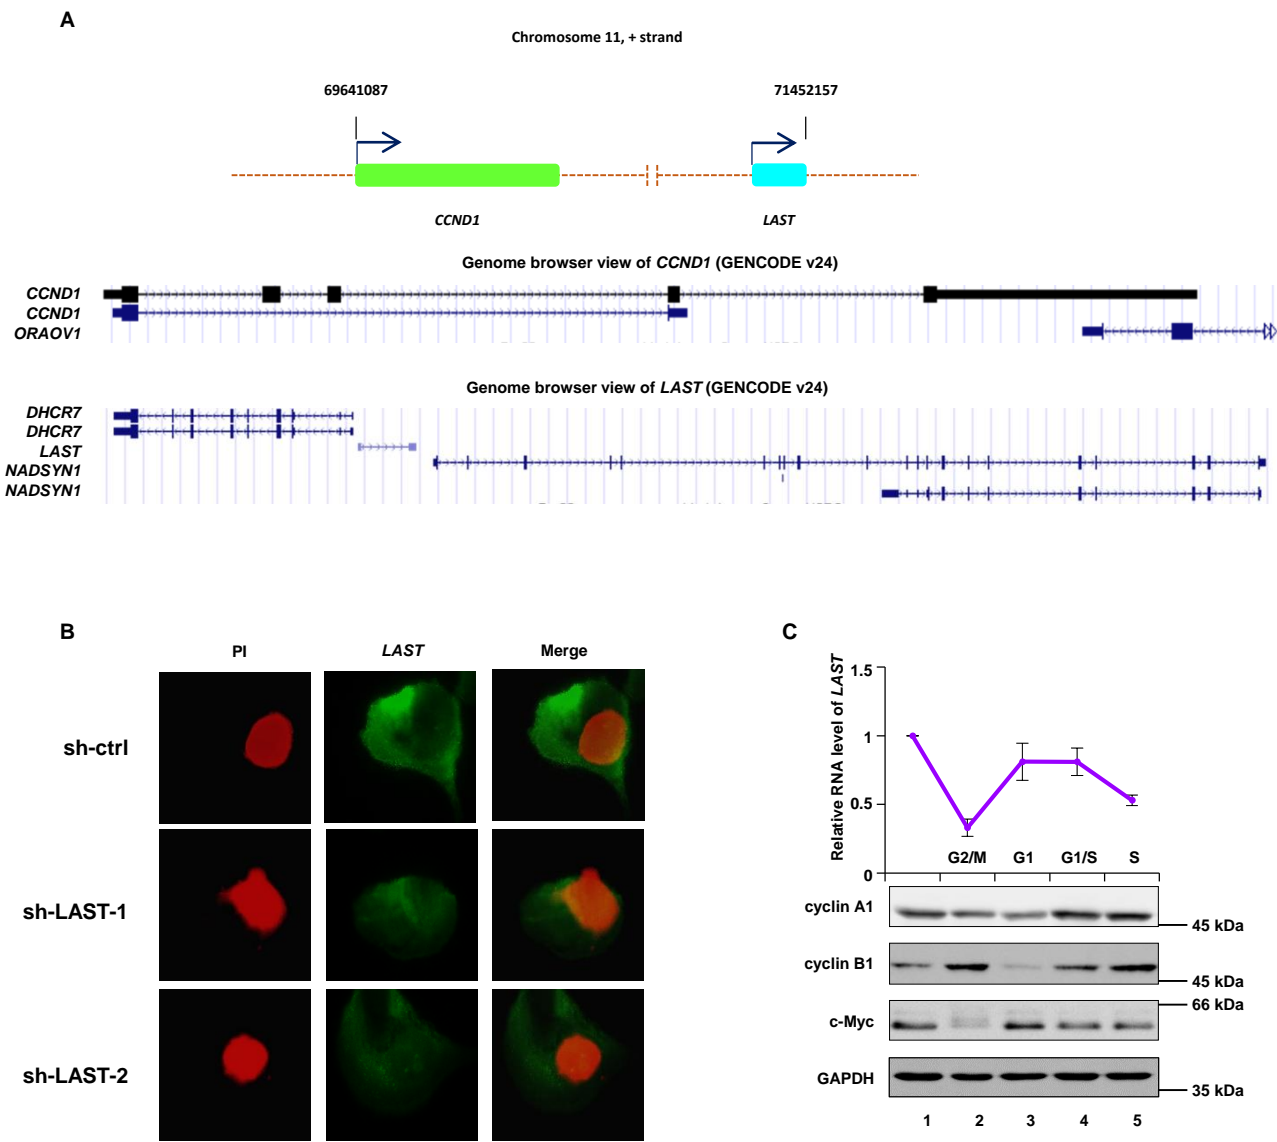 A
Chromosome 11, + strand
69641087 71452157
CCND1 LAST
Genome browser view of CCND1 (GENCODE v24)
CCND1
CCND1
ORAOV1
Genome browser view of LAST (GENCODE v24)
DHCR7
DHCR7
LAST
NADSYN1
NADSYN1
B
PI LAST Merge
sh-ctrl
sh-LAST-1
sh-LAST-2
C
Relative RNA level of LAST
1.5
1
0.5
0
G2/M G1 G1/S S
cyclin A1 45 kDa
cyclin B1 45 kDa
c-Myc 66 kDa
GAPDH 35 kDa
1 2 3 4 5